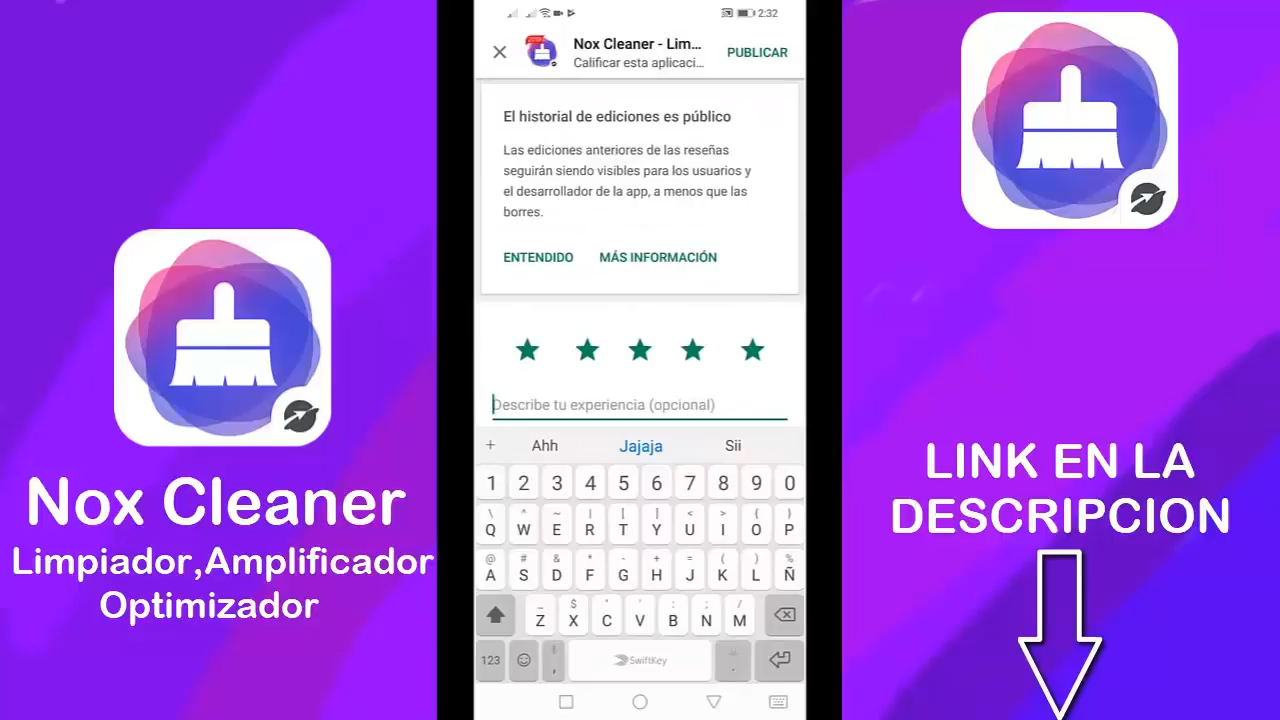 2:32
Nox Cleaner - Lim...
Calificar esta aplicaci...
PUBLICAR
El historial de ediciones es público
Las ediciones anteriores de las reseñas
seguirán siendo visibles para los usuarios y
el desarrollador de la app, a menos que las
borres.
ENTENDIDO MÁS INFORMACIÓN
Describe tu experiencia (opcional)
+ Ahh Jajaja Sii
1 2 3 4 5 6 7 8 9 0
\ ^ ~ | [ ] < > { }
Q W E R T Y U I O P
@ # & * - + = ( ) 
A S D F G H J K L Ñ
_ $ " ' : ; /
Z X C V B N M
123 , SwiftKey .
Nox Cleaner
Limpiador,Amplificador
Optimizador
LINK EN LA
DESCRIPCION